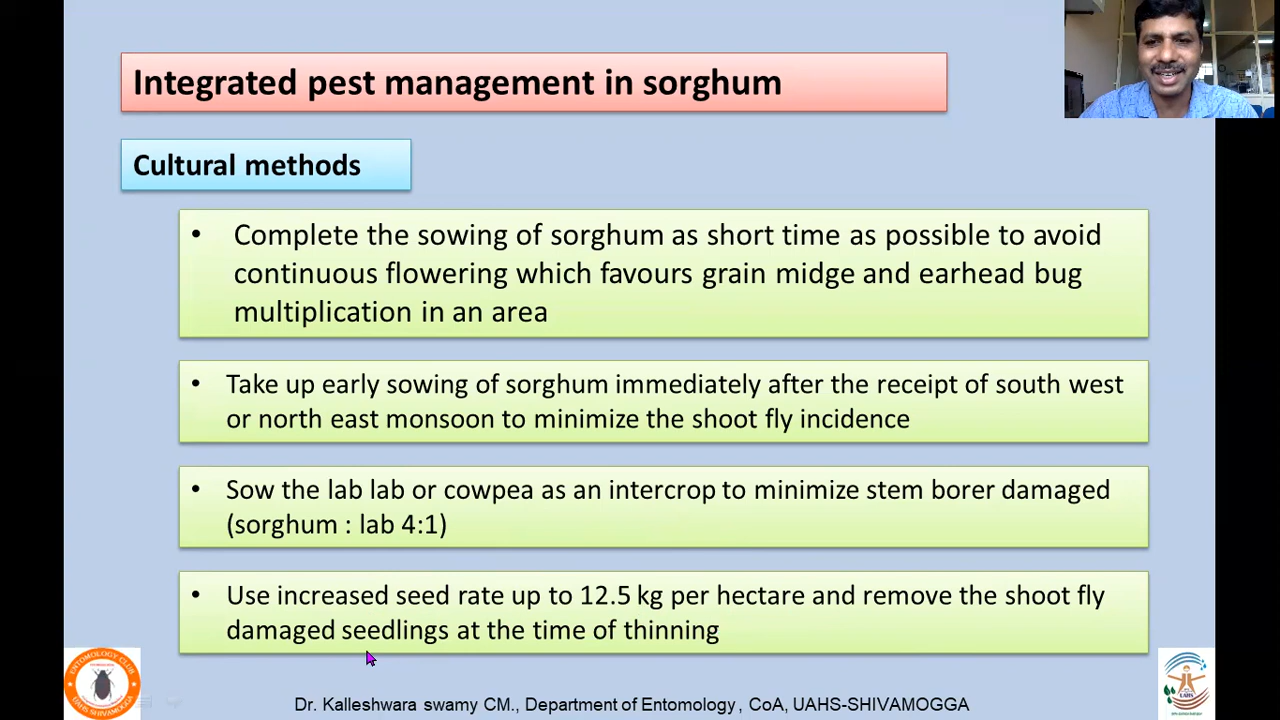 Integrated pest management in sorghum
Cultural methods
• Complete the sowing of sorghum as short time as possible to avoid
continuous flowering which favours grain midge and earhead bug
multiplication in an area
• Take up early sowing of sorghum immediately after the receipt of south west
or north east monsoon to minimize the shoot fly incidence
• Sow the lab lab or cowpea as an intercrop to minimize stem borer damaged
(sorghum : lab 4:1)
• Use increased seed rate up to 12.5 kg per hectare and remove the shoot fly
damaged seedlings at the time of thinning
ENTOMOLOGY CLUB
UAHS SHIVAMOGGA
Dr. Kalleshwara swamy CM., Department of Entomology, CoA, UAHS-SHIVAMOGGA